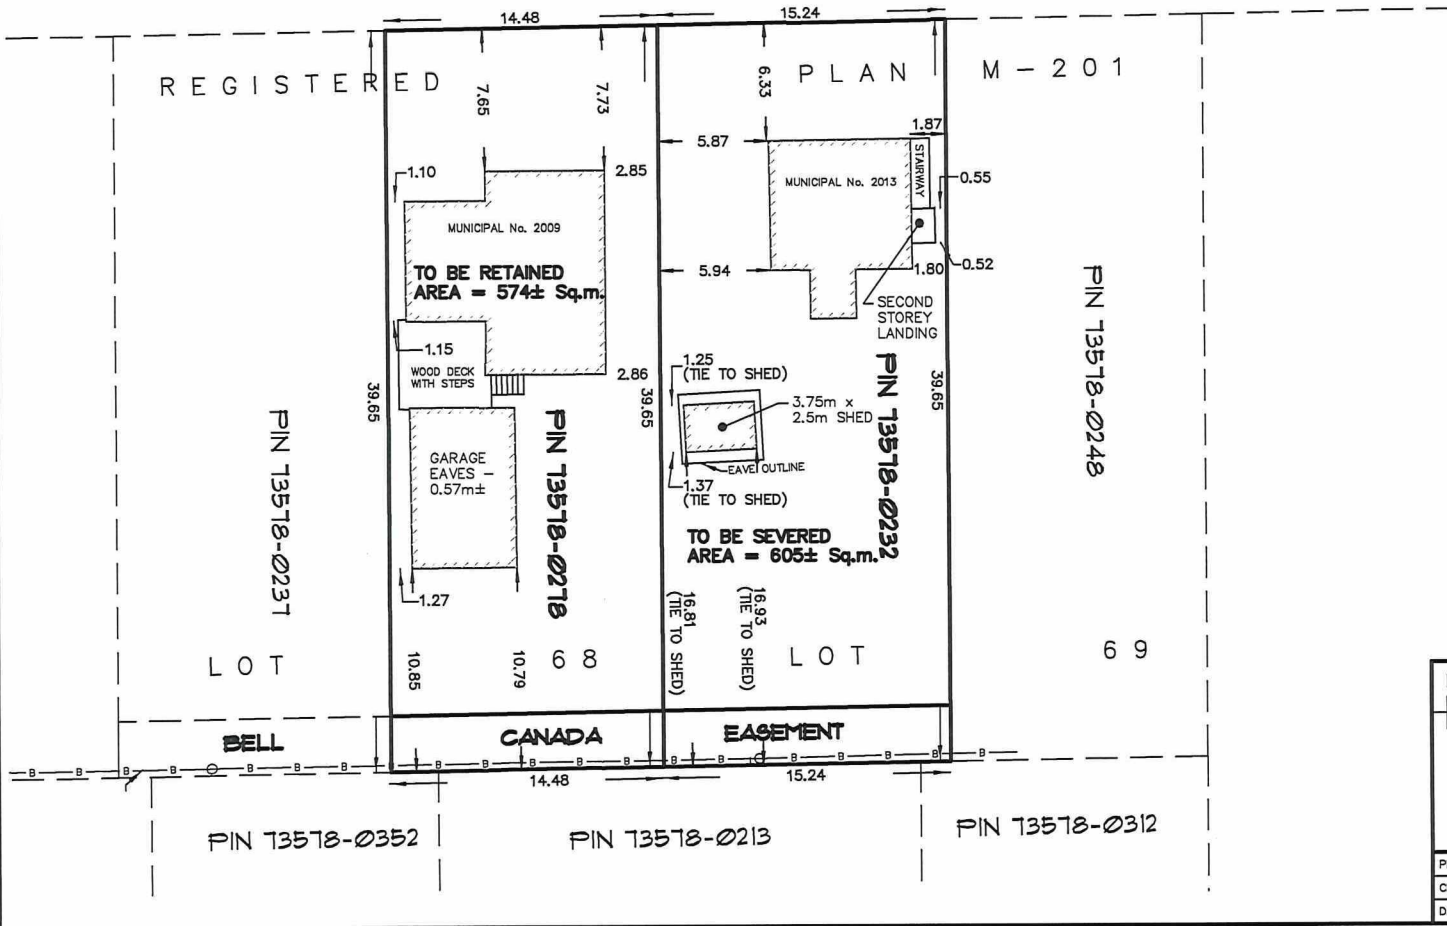 14.48
15.24
REGISTERED
PLAN
M-201
7.65
7.73
6.33
1.87
5.87
STAIRWAY
1.10
2.85
MUNICIPAL No. 2013
0.55
MUNICIPAL No. 2009
TO BE RETAINED
AREA = 574± Sq.m.
5.94
1.80
0.52
SECOND
STOREY
LANDING
PIN 73578-0248
1.15
WOOD DECK
WITH STEPS
2.86
1.25
(TIE TO SHED)
39.65
39.65
39.65
PIN 73578-0232
3.75m x
2.5m SHED
PIN 73578-0237
GARAGE
EAVES -
0.57m±
PIN 73578-0278
EAVE OUTLINE
1.37
(TIE TO SHED)
TO BE SEVERED
AREA = 605± Sq.m.
1.27
16.81
(TIE TO SHED)
16.93
(TIE TO SHED)
LOT
68
10.85
10.79
LOT
69
BELL
CANADA
EASEMENT
B B B B B B B B B B B B B B B B B B B B B
14.48
15.24
PIN 73578-0352
PIN 73578-0213
PIN 73578-0312
P
C
D